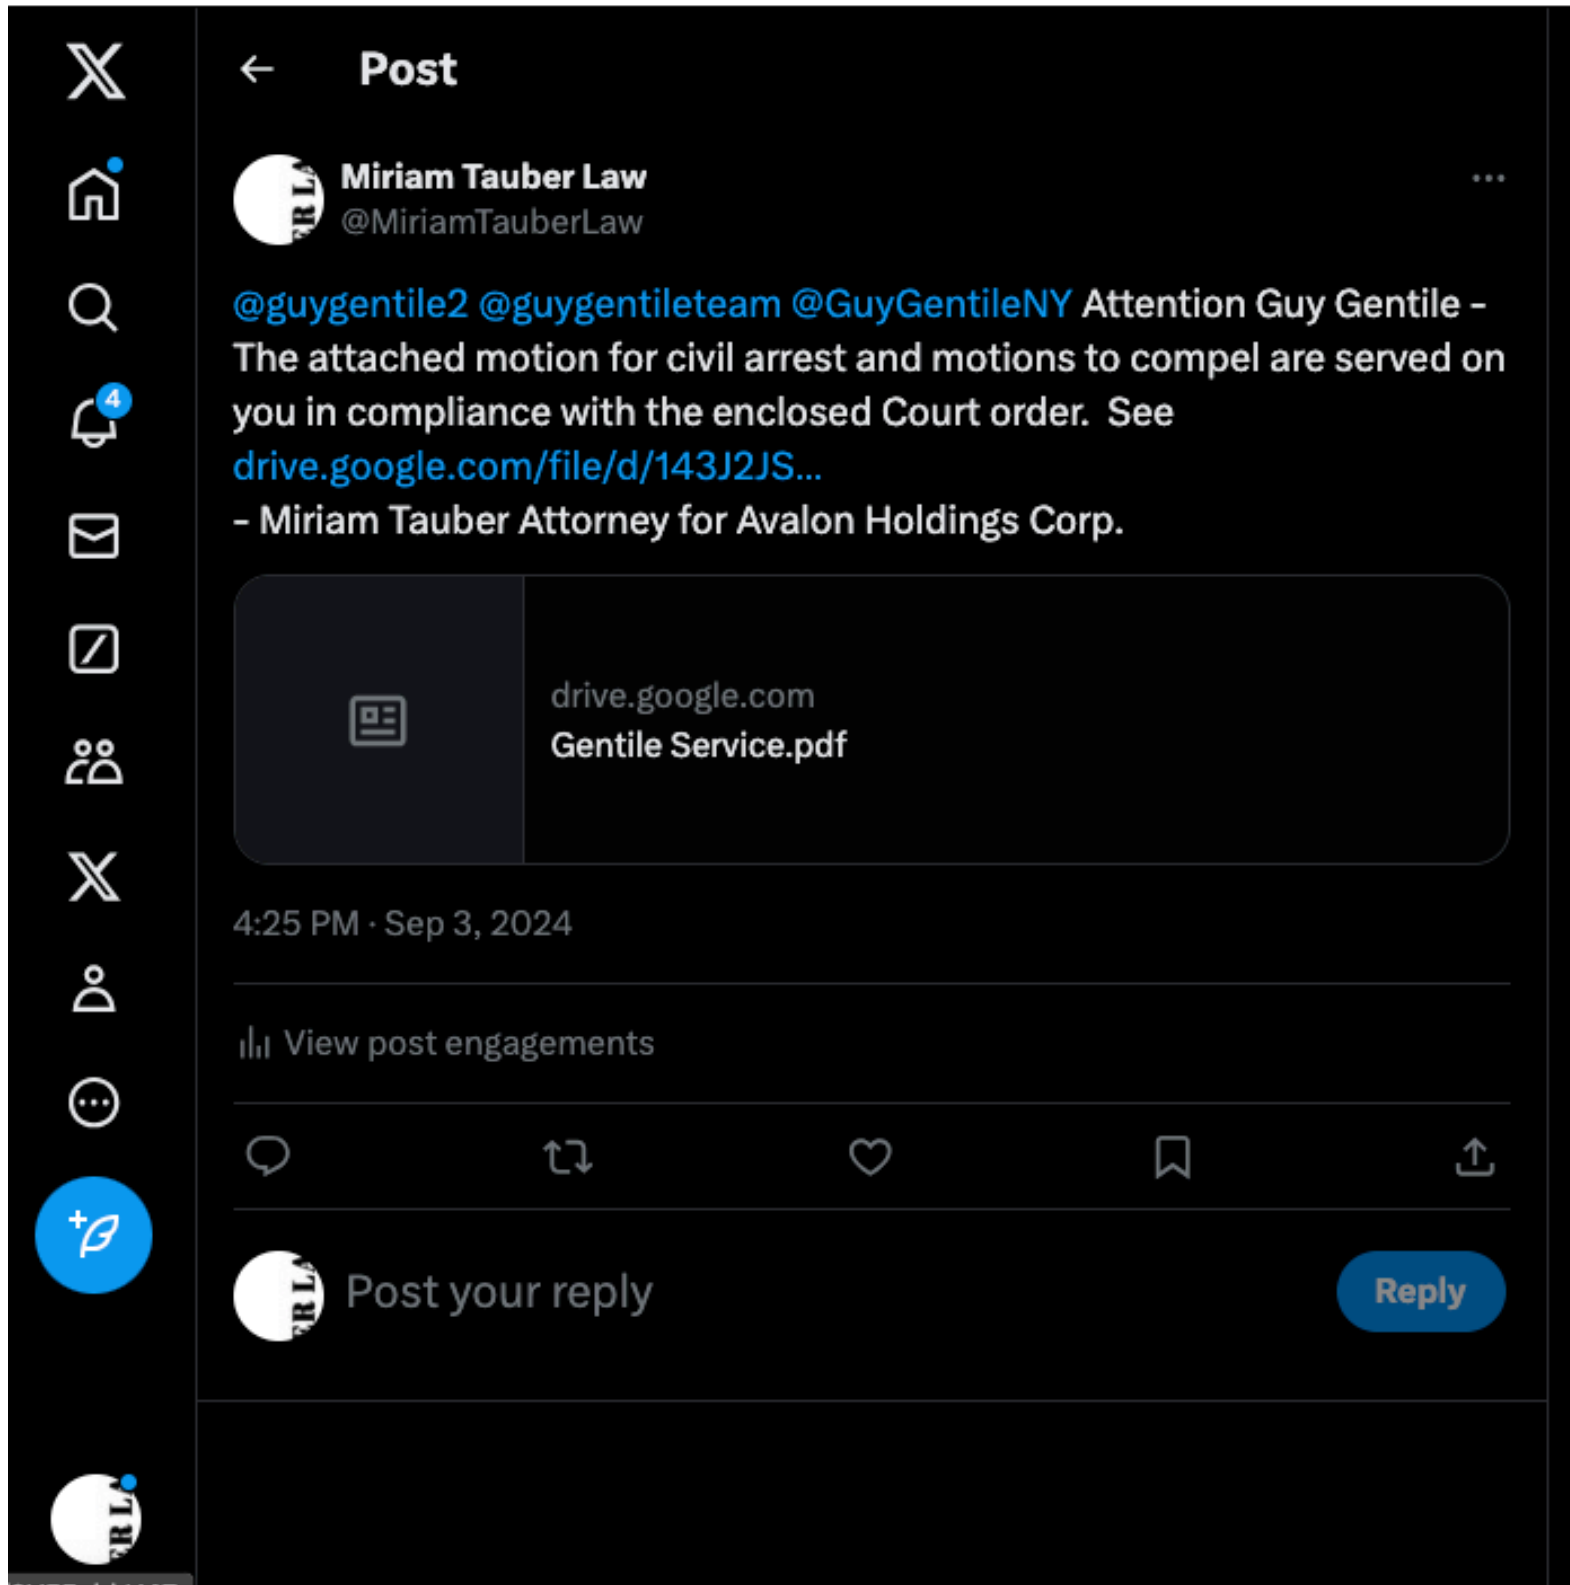 Post
Miriam Tauber Law
@MiriamTauberLaw
@guygentile2 @guygentileteam @GuyGentileNY Attention Guy Gentile -
The attached motion for civil arrest and motions to compel are served on
you in compliance with the enclosed Court order.  See
drive.google.com/file/d/143J2JS...
- Miriam Tauber Attorney for Avalon Holdings Corp.
4
drive.google.com
Gentile Service.pdf
4:25 PM · Sep 3, 2024
View post engagements
Post your reply
Reply
ER LA